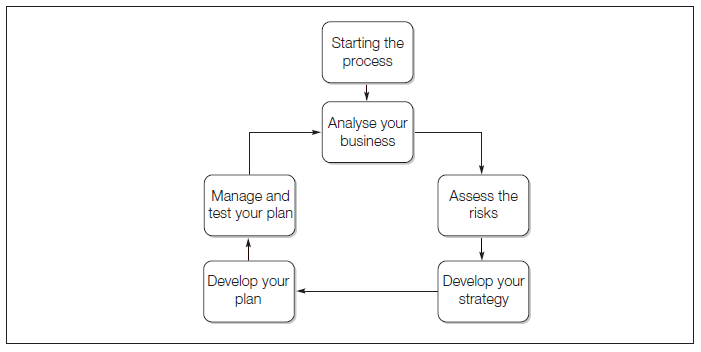 Starting the
process
Analyse your
business
Assess the
risks
Develop your
strategy
Develop your
plan
Manage and
test your plan